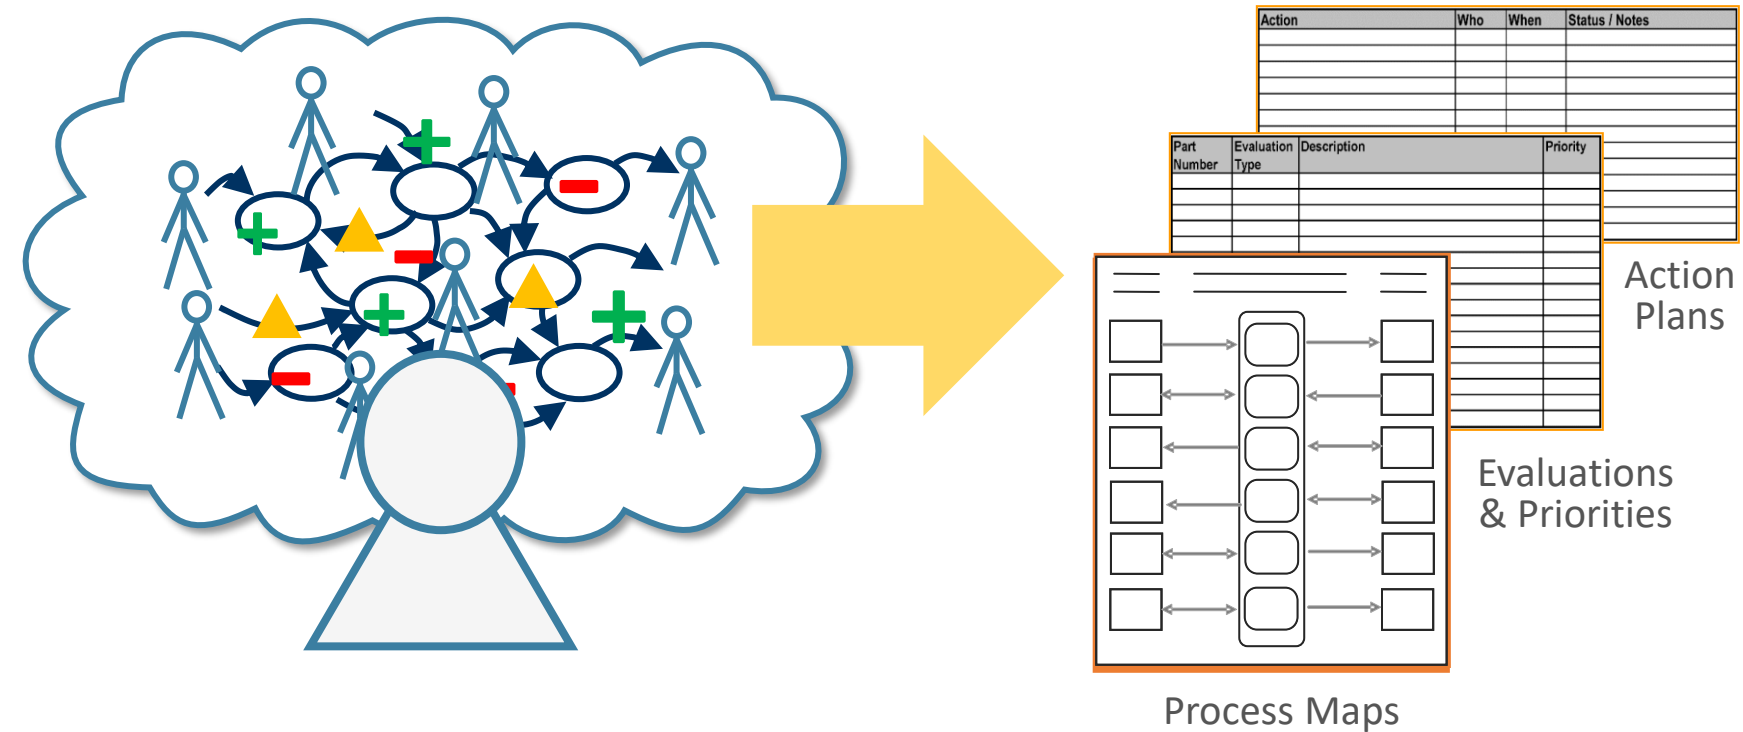 Action Who When Status / Notes
Part Number Evaluation Type Description Priority
Action
Plans
Evaluations
& Priorities
Process Maps